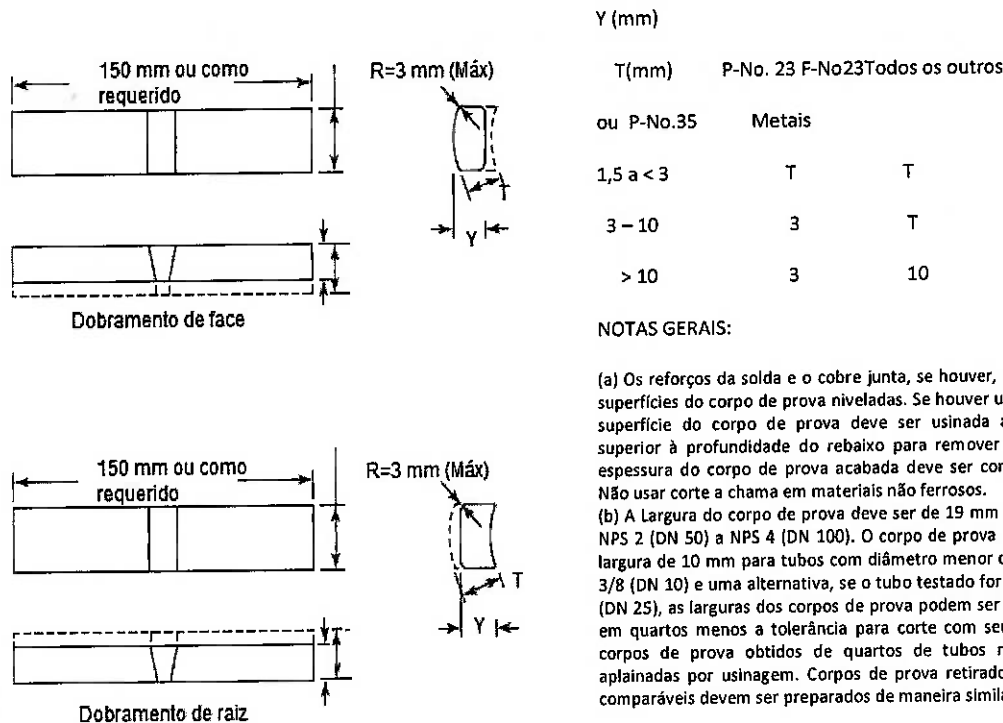 150 mm ou como
requerido
R=3 mm (Máx)
T
Y
Dobramento de face
150 mm ou como
requerido
R=3 mm (Máx)
T
Y
Dobramento de raiz
Y (mm)
T(mm) P-No. 23 F-No23Todos os outros
ou P-No.35 Metais
1,5 a < 3 T T
3 – 10 3 T
> 10 3 10
NOTAS GERAIS:
(a) Os reforços da solda e o cobre junta, se houver,
superfícies do corpo de prova niveladas. Se houver
superfície do corpo de prova deve ser usinada
superior à profundidade do rebaixo para remover
espessura do corpo de prova acabada deve ser
Não usar corte a chama em materiais não ferrosos.
(b) A Largura do corpo de prova deve ser de 19 mm
NPS 2 (DN 50) a NPS 4 (DN 100). O corpo de prova
largura de 10 mm para tubos com diâmetro menor
3/8 (DN 10) e uma alternativa, se o tubo testado for
(DN 25), as larguras dos corpos de prova podem ser
em quartos menos a tolerância para corte com
corpos de prova obtidos de quartos de tubos
aplainadas por usinagem. Corpos de prova
comparáveis devem ser preparados de maneira